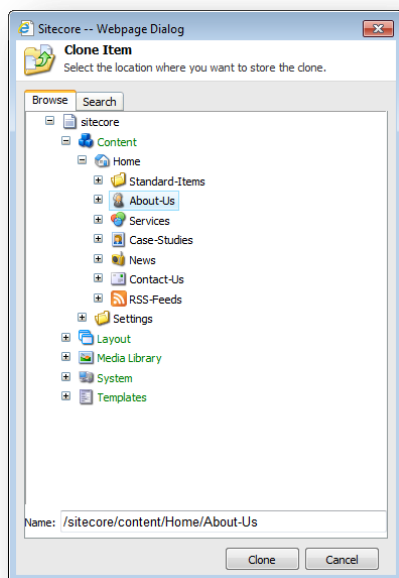 Sitecore -- Webpage Dialog
Clone Item
Select the location where you want to store the clone.
Browse Search
sitecore
Content
Home
Standard-Items
About-Us
Services
Case-Studies
News
Contact-Us
RSS-Feeds
Settings
Layout
Media Library
System
Templates
Name: /sitecore/content/Home/About-Us
Clone Cancel